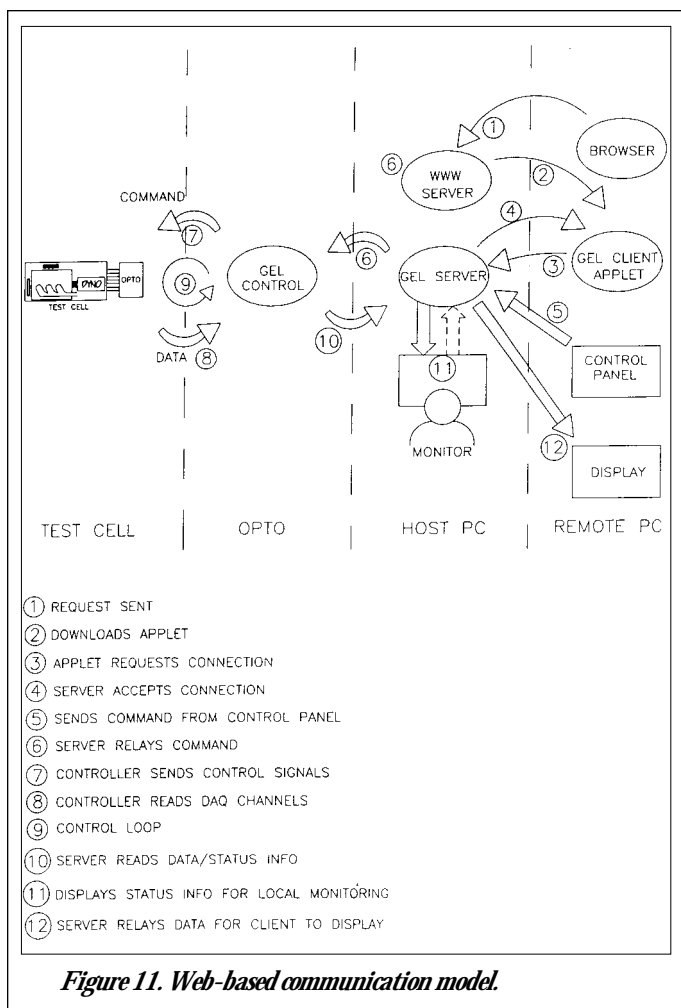 ①
BROWSER
⑥
WWW
SERVER
②
COMMAND
④
⑦
⑥
GEL
CONTROL
GEL SERVER
GEL CLIENT
APPLET
③
DYNO
OPTO
⑨
TEST CELL
⑤
DATA ⑧
⑩
⑪
CONTROL
PANEL
MONITOR
⑫
DISPLAY
TEST CELL
OPTO
HOST PC
REMOTE PC
① REQUEST SENT
② DOWNLOADS APPLET
③ APPLET REQUESTS CONNECTION
④ SERVER ACCEPTS CONNECTION
⑤ SENDS COMMAND FROM CONTROL PANEL
⑥ SERVER RELAYS COMMAND
⑦ CONTROLLER SENDS CONTROL SIGNALS
⑧ CONTROLLER READS DAQ CHANNELS
⑨ CONTROL LOOP
⑩ SERVER READS DATA/STATUS INFO
⑪ DISPLAYS STATUS INFO FOR LOCAL MONITORING
⑫ SERVER RELAYS DATA FOR CLIENT TO DISPLAY
Figure 11. Web-based communication model.